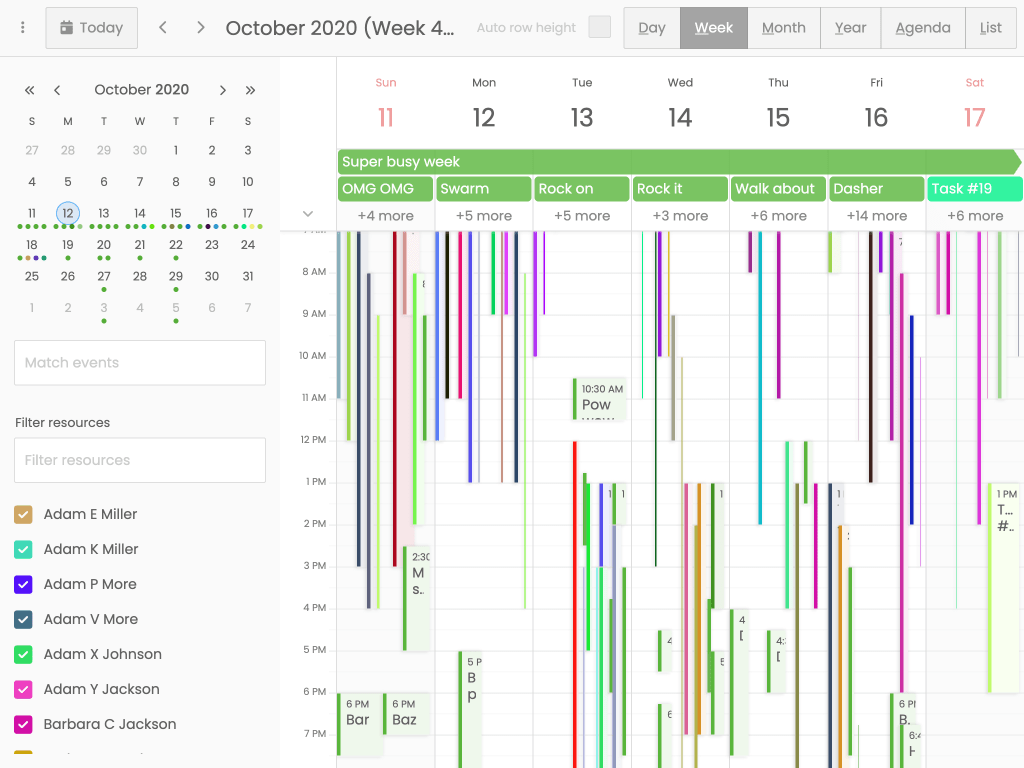 Today
October 2020 (Week 4...
Auto row height
Day
Week
Month
Year
Agenda
List
October 2020
S M T W T F S
27 28 29 30 1 2 3
4 5 6 7 8 9 10
11 12 13 14 15 16 17
18 19 20 21 22 23 24
25 26 27 28 29 30 31
1 2 3 4 5 6 7
Match events
Filter resources
Filter resources
Adam E Miller
Adam K Miller
Adam P More
Adam V More
Adam X Johnson
Adam Y Jackson
Barbara C Jackson
Sun Mon Tue Wed Thu Fri Sat
11 12 13 14 15 16 17
Super busy week
OMG OMG
Swarm
Rock on
Rock it
Walk about
Dasher
Task #19
+4 more
+5 more
+5 more
+3 more
+6 more
+14 more
+6 more
8 AM
9 AM
10 AM
11 AM
12 PM
1 PM
2 PM
3 PM
4 PM
5 PM
6 PM
7 PM
10:30 AM
Pow
1 PM
T...
#..
2:30
M
s..
5 P
B
p
6 PM
Bar
6 PM
Baz
6 PM
B.